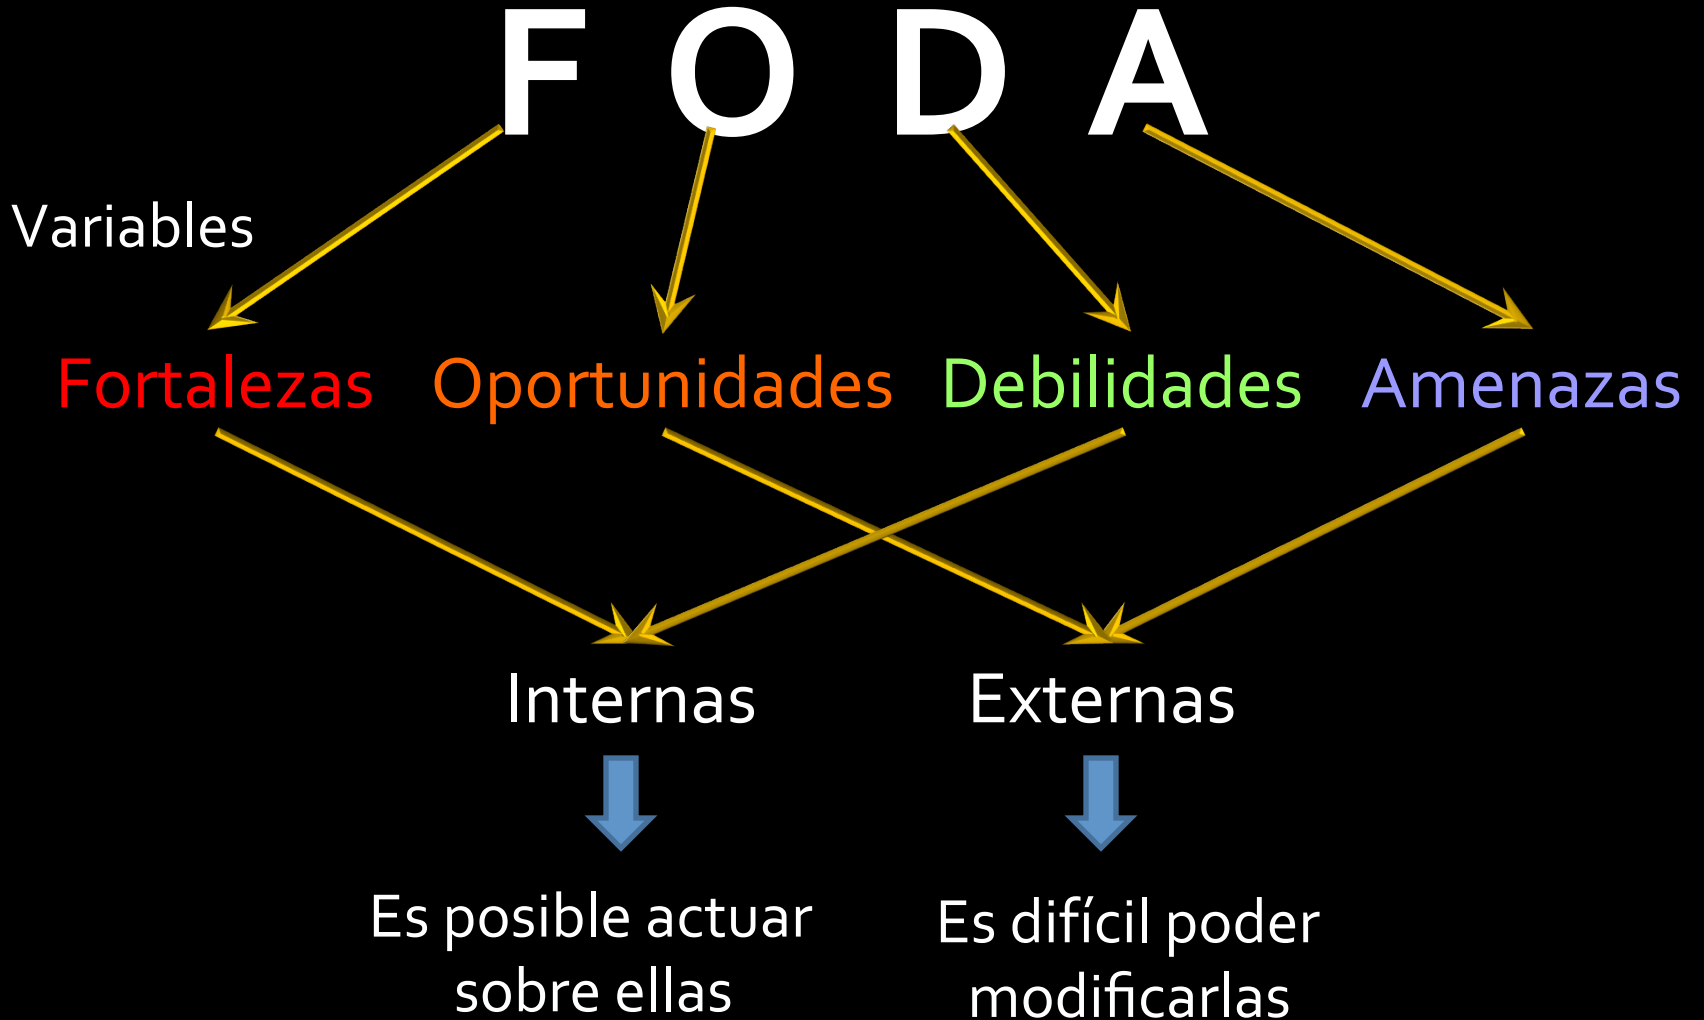 F O D A
Variables
Fortalezas Oportunidades Debilidades Amenazas
Internas Externas
Es posible actuar
sobre ellas
Es difícil poder
modificarlas